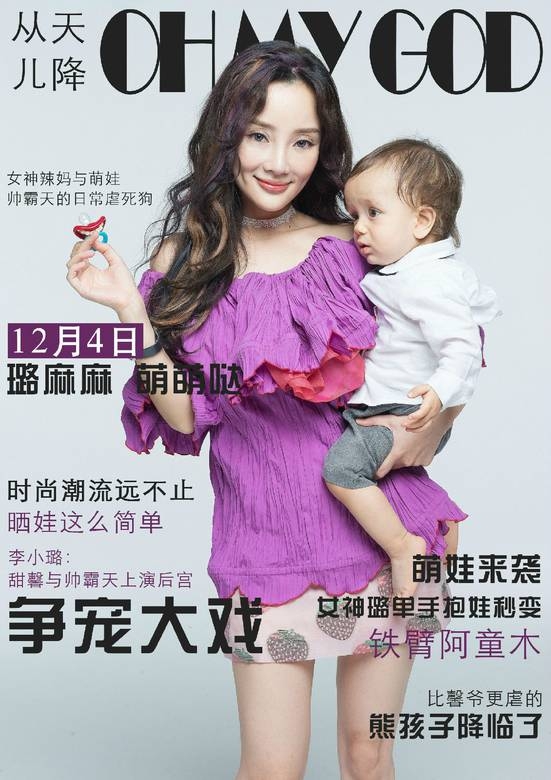 从天
儿降
OH MY GOD
女神辣妈与萌娃
帅霸天的日常虐死狗
12月4日
璐麻麻 萌萌哒
时尚潮流远不止
晒娃这么简单
李小璐:
甜馨与帅霸天上演后宫
争宠大戏
萌娃来袭
女神璐单手抱娃秒变
铁臂阿童木
比馨爷更虐的
熊孩子降临了